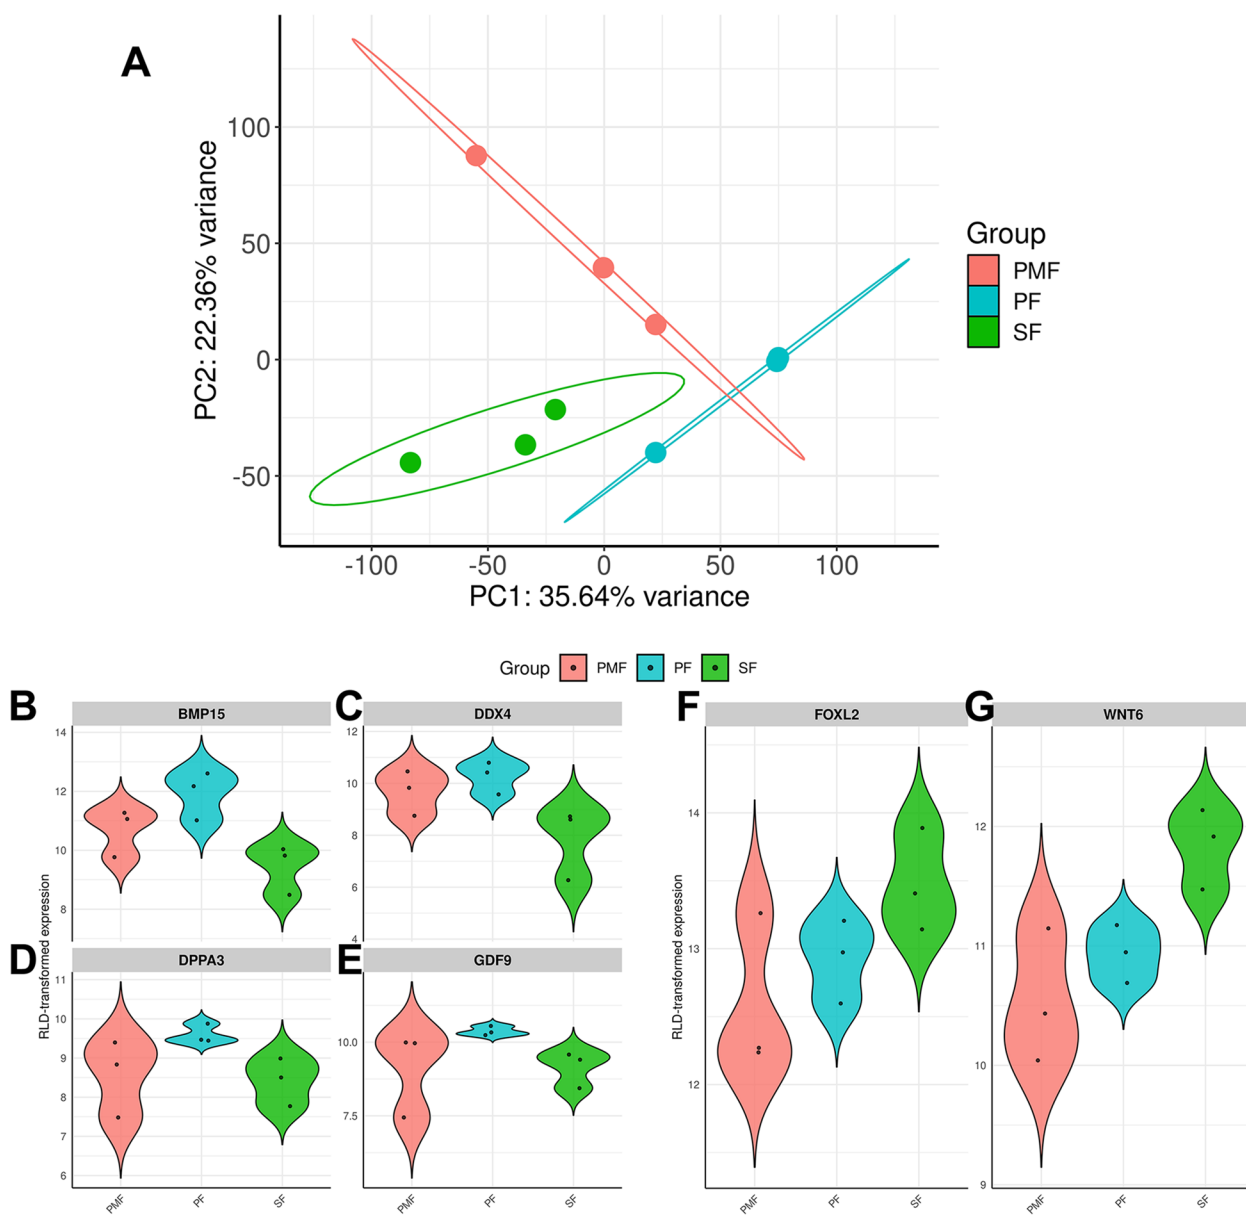 A
PC2: 22.36% variance
100
50
0
-50
-100
-50
0
50
100
PC1: 35.64% variance
Group
PMF
PF
SF
Group
PMF
PF
SF
B
BMP15
14
12
10
8
C
DDX4
12
10
8
6
4
RLD-transformed expression
D
DPPA3
11
10
9
8
7
6
PMF
PF
SF
E
GDF9
10.0
7.5
PMF
PF
SF
F
FOXL2
RLD-transformed expression
14
13
12
PMF
PF
SF
G
WNT6
12
11
10
9
PMF
PF
SF